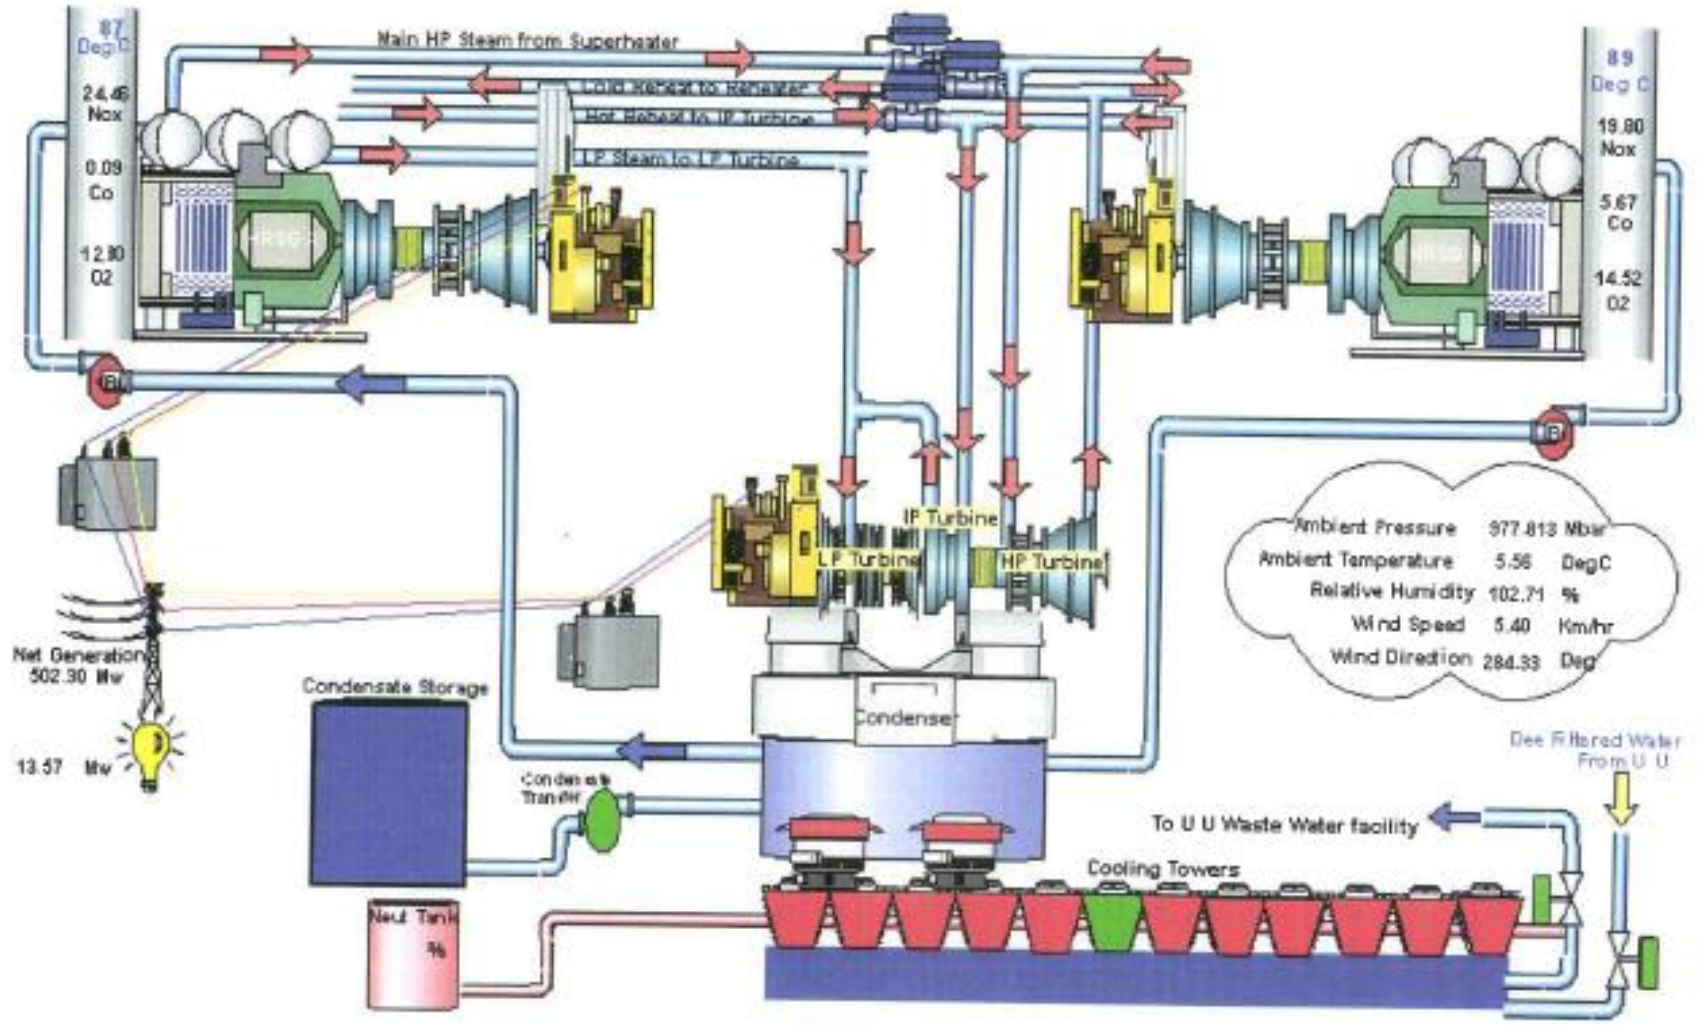 87
Deg C
24.46
Nox
0.09
Co
12.80
O2
Main HP Steam from Superheater
Cold Reheat to Reheater
Hot Reheat to IP Turbine
LP Steam to LP Turbine
89
Deg C
19.80
Nox
5.67
Co
14.52
O2
HRSG
IP Turbine
LP Turbine
HP Turbine
Ambient Pressure 977.813 Mbar
Ambient Temperature 5.56 DegC
Relative Humidity 102.71 %
Wind Speed 5.40 Km/hr
Wind Direction 284.33 Deg
Net Generation
502.30 Mw
13.57 Mw
Condensate Storage
Condenser
Condensate
Transfer
Dee Filtered Water
From U U
To U U Waste Water facility
Cooling Towers
Neut Tank
%